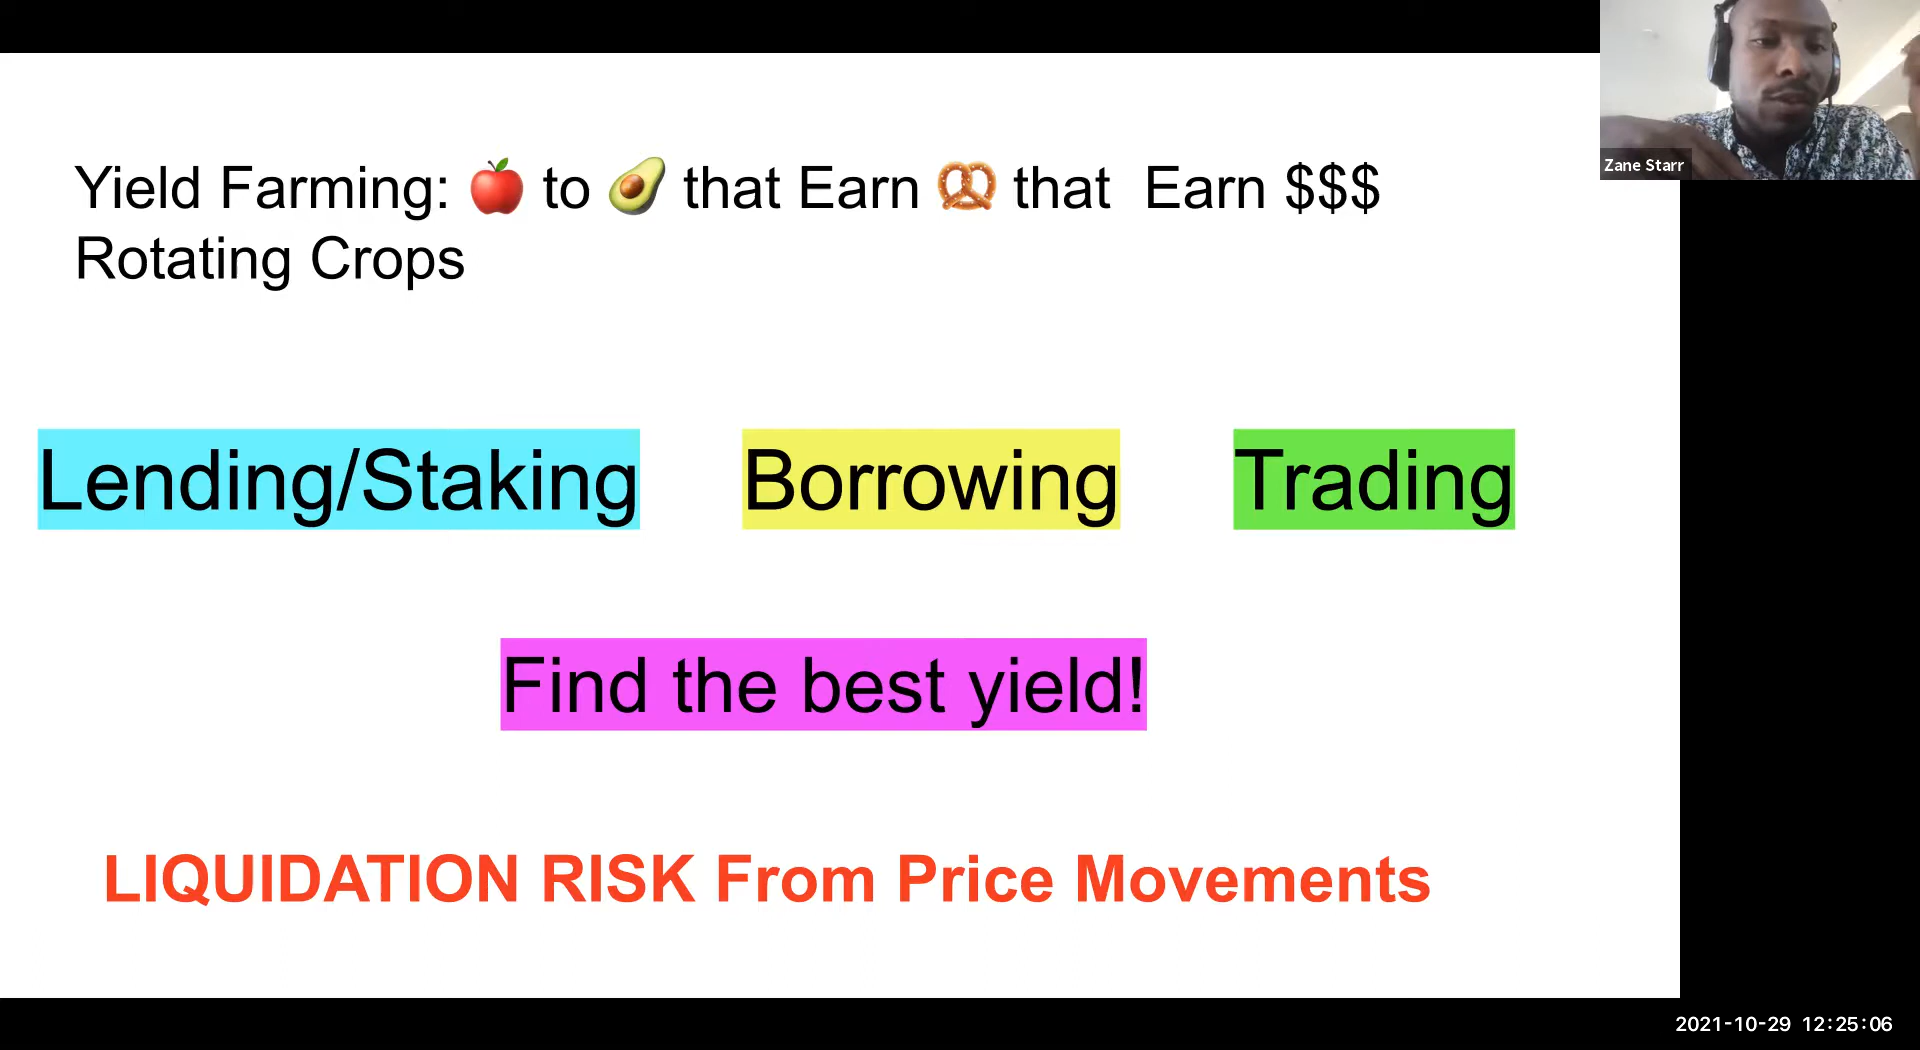 Yield Farming: 🍎 to 🥑 that Earn 🥨 that Earn $$$
Rotating Crops
Zane Starr
Lending/Staking Borrowing Trading
Find the best yield!
LIQUIDATION RISK From Price Movements
2021-10-29 12:25:06